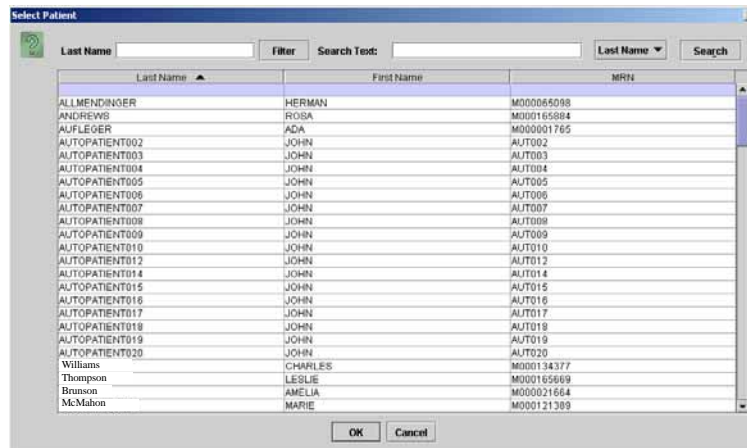 Select Patient
Last Name Filter Search Text: Last Name Search
Last Name First Name MRN
ALLMENDINGER HERMAN M000065098
ANDREWS ROSA M000165884
AUFLEGER ADA M000001765
AUTOPATIENT002 JOHN AUT002
AUTOPATIENT003 JOHN AUT003
AUTOPATIENT004 JOHN AUT004
AUTOPATIENT005 JOHN AUT005
AUTOPATIENT006 JOHN AUT006
AUTOPATIENT007 JOHN AUT007
AUTOPATIENT008 JOHN AUT008
AUTOPATIENT009 JOHN AUT009
AUTOPATIENT010 JOHN AUT010
AUTOPATIENT012 JOHN AUT012
AUTOPATIENT014 JOHN AUT014
AUTOPATIENT015 JOHN AUT015
AUTOPATIENT016 JOHN AUT016
AUTOPATIENT017 JOHN AUT017
AUTOPATIENT018 JOHN AUT018
AUTOPATIENT019 JOHN AUT019
AUTOPATIENT020 JOHN AUT020
Williams CHARLES M000134377
Thompson LESLIE M000165669
Brunson AMELIA M000021664
McMahon MARIE M000121389
OK Cancel